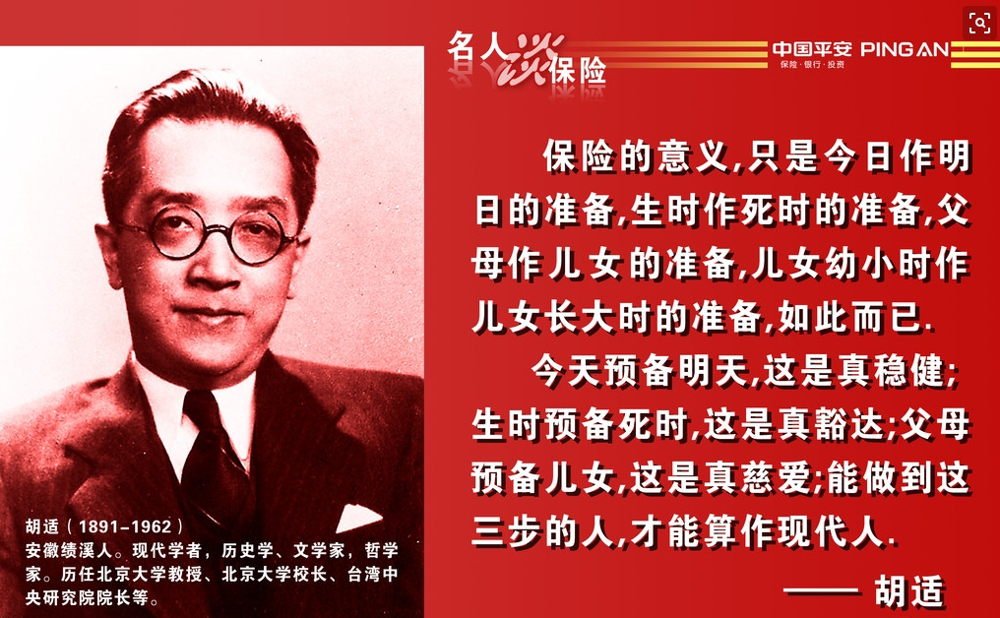 名人谈保险
中国平安 PING AN
保险·银行·投资
保险的意义,只是今日作明
日的准备,生时作死时的准备,父
母作儿女的准备,儿女幼小时作
儿女长大时的准备,如此而已.
今天预备明天,这是真稳健;
生时预备死时,这是真豁达;父母
预备儿女,这是真慈爱;能做到这
三步的人,才能算作现代人.
—— 胡适
胡适（1891-1962）
安徽绩溪人。现代学者，历史学、文学家，哲学
家。历任北京大学教授、北京大学校长、台湾中
央研究院院长等。